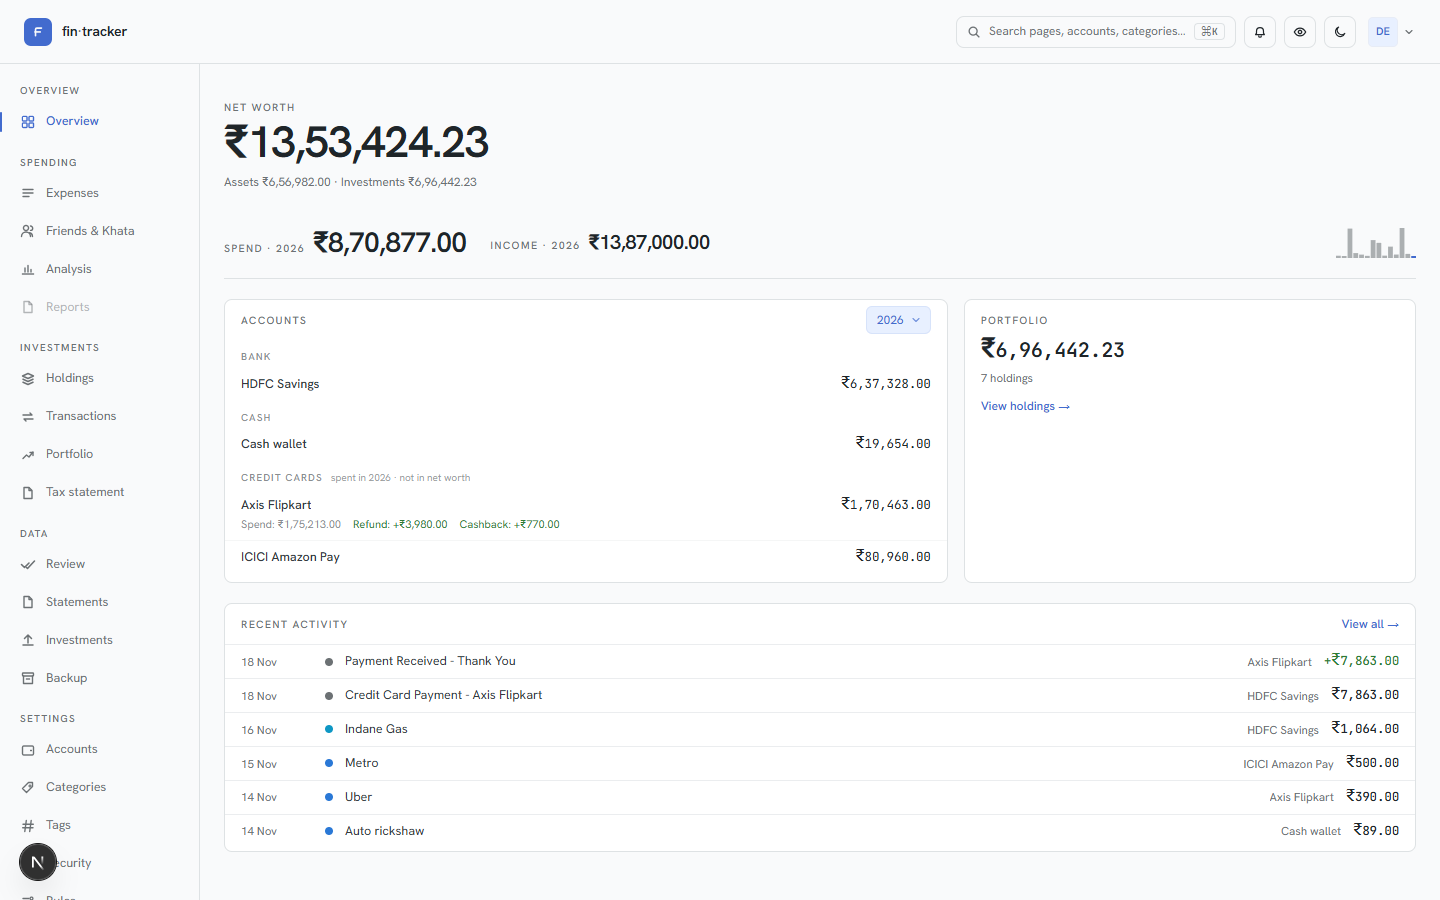 F fin·tracker
Search pages, accounts, categories... ⌘K
DE
OVERVIEW
Overview
SPENDING
Expenses
Friends & Khata
Analysis
Reports
INVESTMENTS
Holdings
Transactions
Portfolio
Tax statement
DATA
Review
Statements
Investments
Backup
SETTINGS
Accounts
Categories
Tags
N ecurity
NET WORTH
₹13,53,424.23
Assets ₹6,56,982.00 · Investments ₹6,96,442.23
SPEND · 2026 ₹8,70,877.00 INCOME · 2026 ₹13,87,000.00
ACCOUNTS 2026
BANK
HDFC Savings ₹6,37,328.00
CASH
Cash wallet ₹19,654.00
CREDIT CARDS spent in 2026 · not in net worth
Axis Flipkart ₹1,70,463.00
Spend: ₹1,75,213.00 Refund: +₹3,980.00 Cashback: +₹770.00
ICICI Amazon Pay ₹80,960.00
PORTFOLIO
₹6,96,442.23
7 holdings
View holdings →
RECENT ACTIVITY View all →
18 Nov Payment Received - Thank You Axis Flipkart +₹7,863.00
18 Nov Credit Card Payment - Axis Flipkart HDFC Savings ₹7,863.00
16 Nov Indane Gas HDFC Savings ₹1,064.00
15 Nov Metro ICICI Amazon Pay ₹500.00
14 Nov Uber Axis Flipkart ₹390.00
14 Nov Auto rickshaw Cash wallet ₹89.00